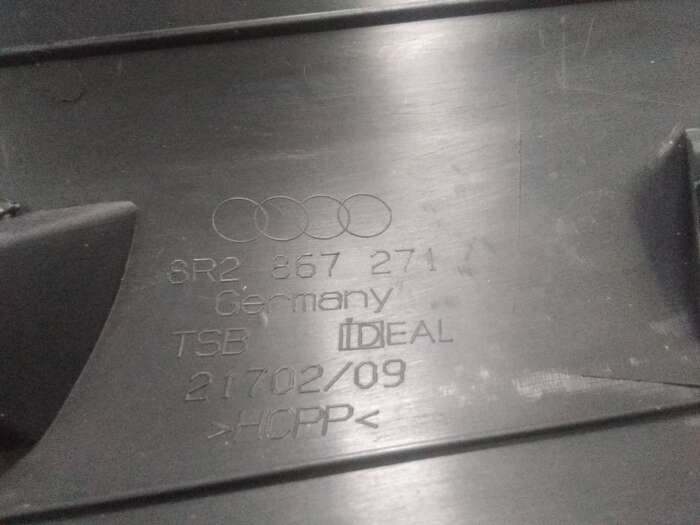 8R2 867 271
Germany
TSB IDEAL
21702/09
>HCPP<